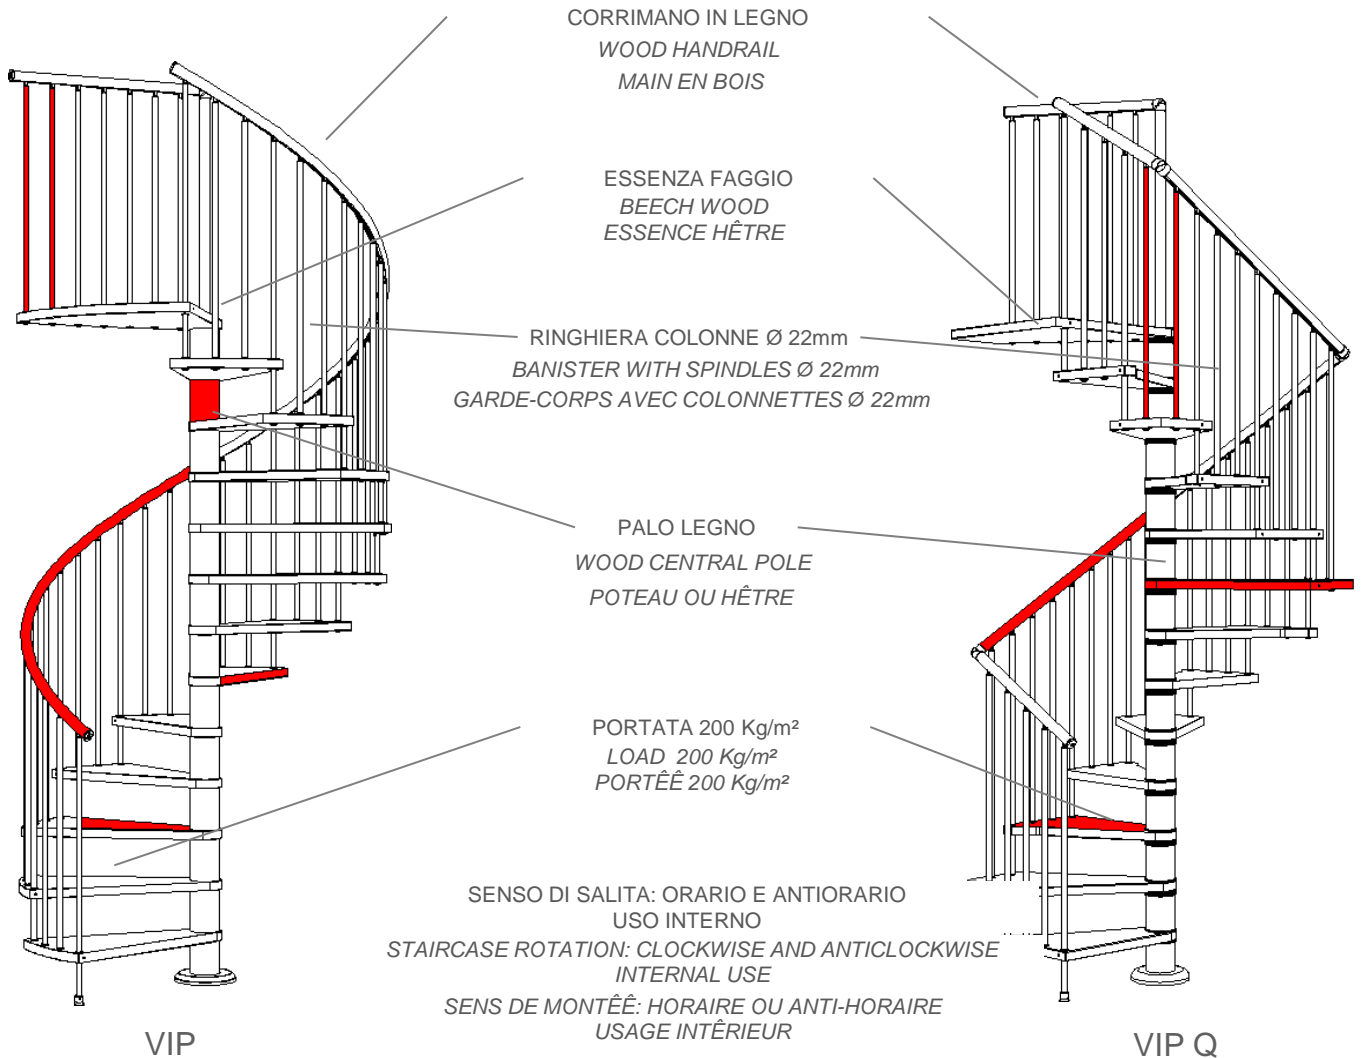 CORRIMANO IN LEGNO
WOOD HANDRAIL
MAIN EN BOIS
ESSENZA FAGGIO
BEECH WOOD
ESSENCE HÊTRE
RINGHIERA COLONNE Ø 22mm
BANISTER WITH SPINDLES Ø 22mm
GARDE-CORPS AVEC COLONNETTES Ø 22mm
PALO LEGNO
WOOD CENTRAL POLE
POTEAU OU HÊTRE
PORTATA 200 Kg/m²
LOAD 200 Kg/m²
PORTÊÊ 200 Kg/m²
SENSO DI SALITA: ORARIO E ANTIORARIO
USO INTERNO
STAIRCASE ROTATION: CLOCKWISE AND ANTICLOCKWISE
INTERNAL USE
SENS DE MONTÊÊ: HORAIRE OU ANTI-HORAIRE
USAGE INTÊRIEUR
VIP
VIP Q